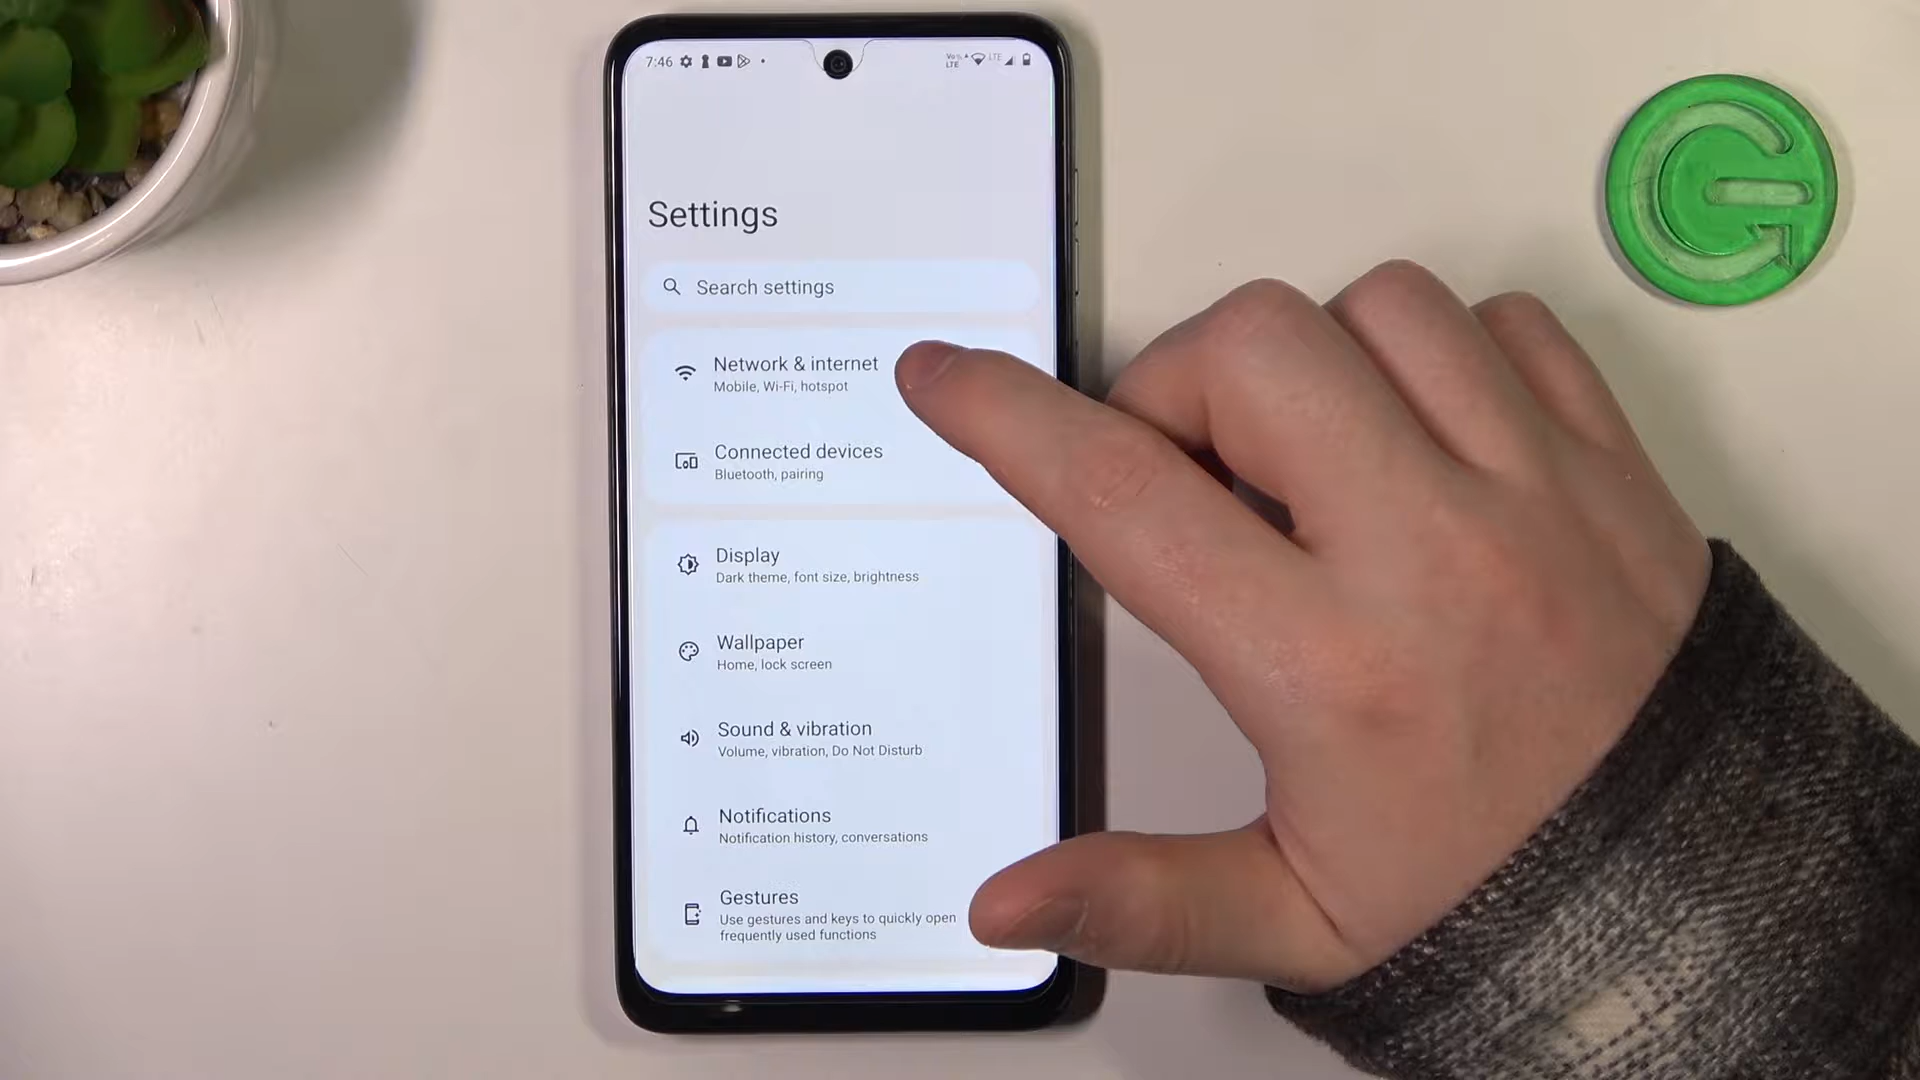 7:46
LTE
LTE
Settings
Search settings
Network & internet
Mobile, Wi-Fi, hotspot
Connected devices
Bluetooth, pairing
Display
Dark theme, font size, brightness
Wallpaper
Home, lock screen
Sound & vibration
Volume, vibration, Do Not Disturb
Notifications
Notification history, conversations
Gestures
Use gestures and keys to quickly open
frequently used functions